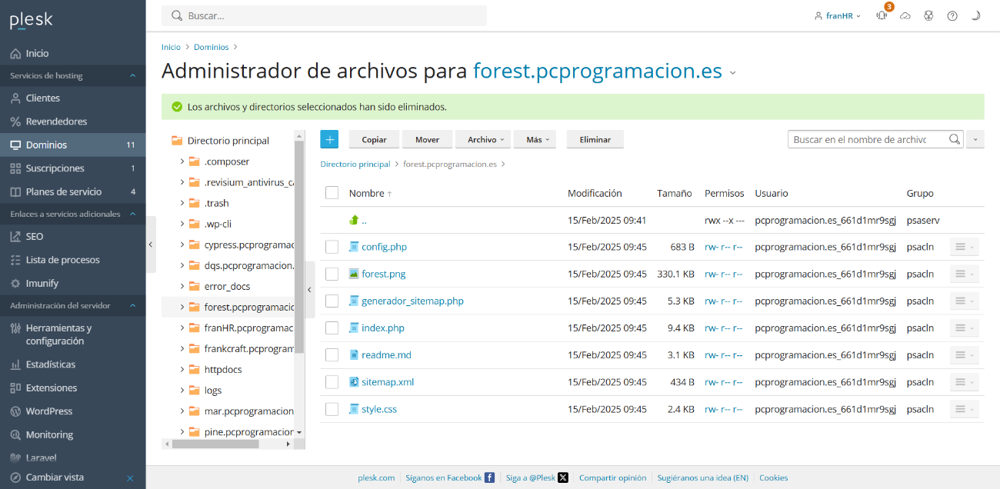 plesk
Buscar...
franHR
3
Inicio
Servicios de hosting
Clientes
Revendedores
Dominios 11
Suscripciones 1
Planes de servicio 4
Enlaces a servicios adicionales
SEO
Lista de procesos
Imunify
Administración del servidor
Herramientas y
configuración
Estadísticas
Extensiones
WordPress
Monitoring
Laravel
Cambiar vista
Inicio > Dominios >
Administrador de archivos para forest.pcprogramacion.es
Los archivos y directorios seleccionados han sido eliminados.
Directorio principal
.composer
.revisium_antivirus_ca
.trash
.wp-cli
cypress.pcprogramac
dqs.pcprogramacion.
error_docs
forest.pcprogramacio
franHR.pcprogramac
frankcraft.pcprogram
httpdocs
logs
mar.pcprogramacion
pine.pcprogramacion
+ Copiar Mover Archivo Más Eliminar
Buscar en el nombre de archivo
Directorio principal > forest.pcprogramacion.es >
Nombre ↑ Modificación Tamaño Permisos Usuario Grupo
.. 15/Feb/2025 09:41 rwx --x --- pcprogramacion.es_661d1mr9sgj psaserv
config.php 15/Feb/2025 09:45 683 B rw- r-- r-- pcprogramacion.es_661d1mr9sgj psacln
forest.png 15/Feb/2025 09:45 330.1 KB rw- r-- r-- pcprogramacion.es_661d1mr9sgj psacln
generador_sitemap.php 15/Feb/2025 09:45 5.3 KB rw- r-- r-- pcprogramacion.es_661d1mr9sgj psacln
index.php 15/Feb/2025 09:45 9.4 KB rw- r-- r-- pcprogramacion.es_661d1mr9sgj psacln
readme.md 15/Feb/2025 09:45 3.1 KB rw- r-- r-- pcprogramacion.es_661d1mr9sgj psacln
sitemap.xml 15/Feb/2025 09:45 434 B rw- r-- r-- pcprogramacion.es_661d1mr9sgj psacln
style.css 15/Feb/2025 09:45 2.4 KB rw- r-- r-- pcprogramacion.es_661d1mr9sgj psacln
plesk.com Síganos en Facebook Siga a @Plesk Compartir opinión Sugiéranos una idea (EN) Cookies